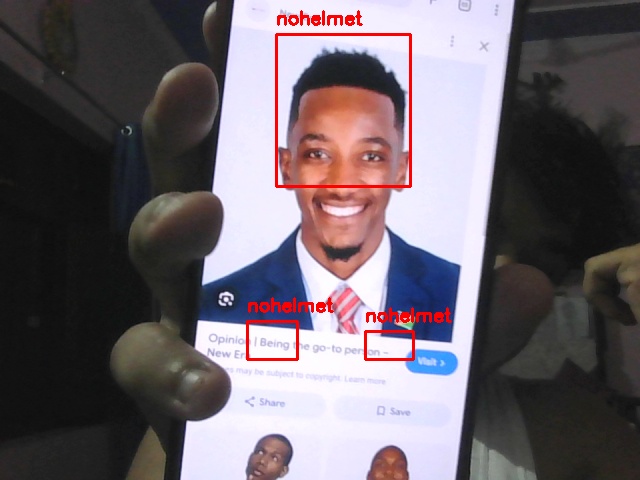 nohelmet
nohelmet
nohelmet
Opinion | Being the go-to person –
New Er
may be subject to copyright. Learn more
Visit >
Share
Save